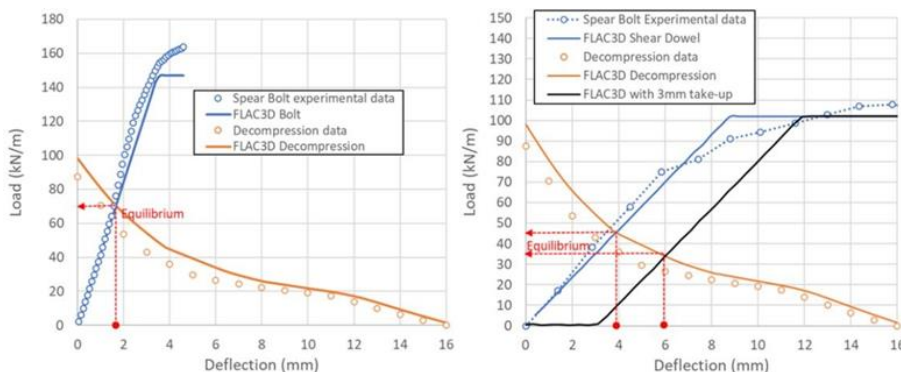 180
160
140
120
100
80
60
40
20
0
Load (kN/m)
Spear Bolt experimental data
FLAC3D Bolt
Decompression data
FLAC3D Decompression
Equilibrium
0 2 4 6 8 10 12 14 16
Deflection (mm)
180
170
160
150
140
130
120
110
100
90
80
70
60
50
40
30
20
10
0
Load (kN/m)
Spear Bolt Experimental data
FLAC3D Shear Dowel
Decompression data
FLAC3D Decompression
FLAC3D with 3mm take-up
Equilibrium
0 2 4 6 8 10 12 14 16
Deflection (mm)